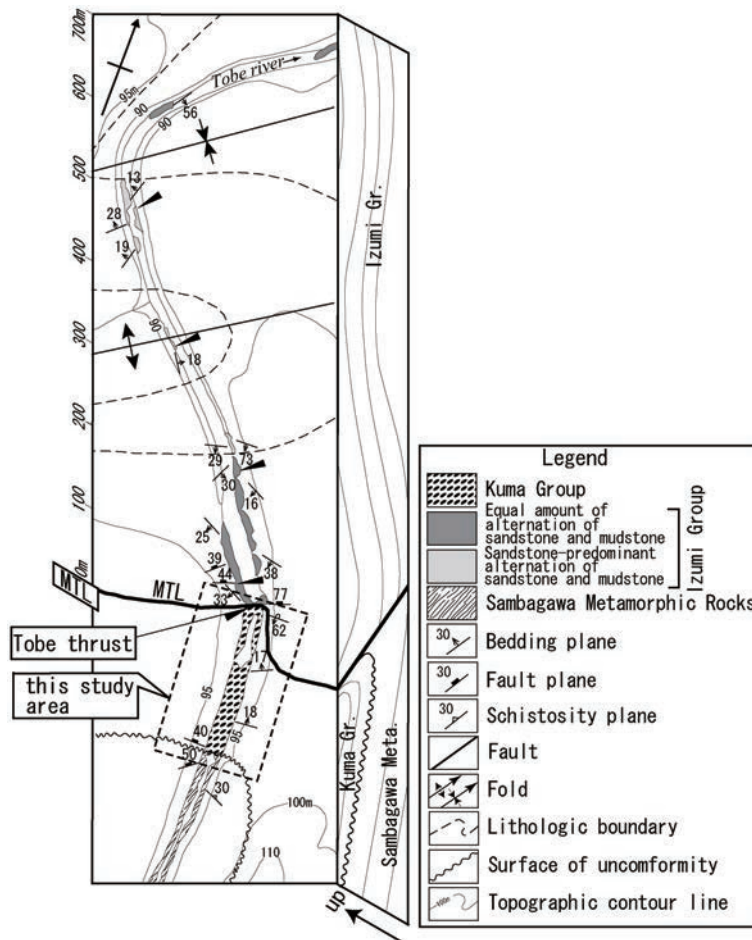 700m
600
500
400
300
200
100
0m
95m
90
90
Tobe river
56
13
28
19
90
18
29
73
30
16
25
39
44
38
35
77
62
17
MTL
MTL
Tobe thrust
this study
area
95
18
40
95
50
30
100m
110
Izumi Gr.
Kuma Gr.
Sambagawa Meta.
up
Legend
Kuma Group
Equal amount of
alternation of
sandstone and mudstone
Sandstone-predominant
alternation of
sandstone and mudstone
Izumi Group
Sambagawa Metamorphic Rocks
30
Bedding plane
30
Fault plane
30
Schistosity plane
Fault
Fold
Lithologic boundary
Surface of uncomformity
Topographic contour line